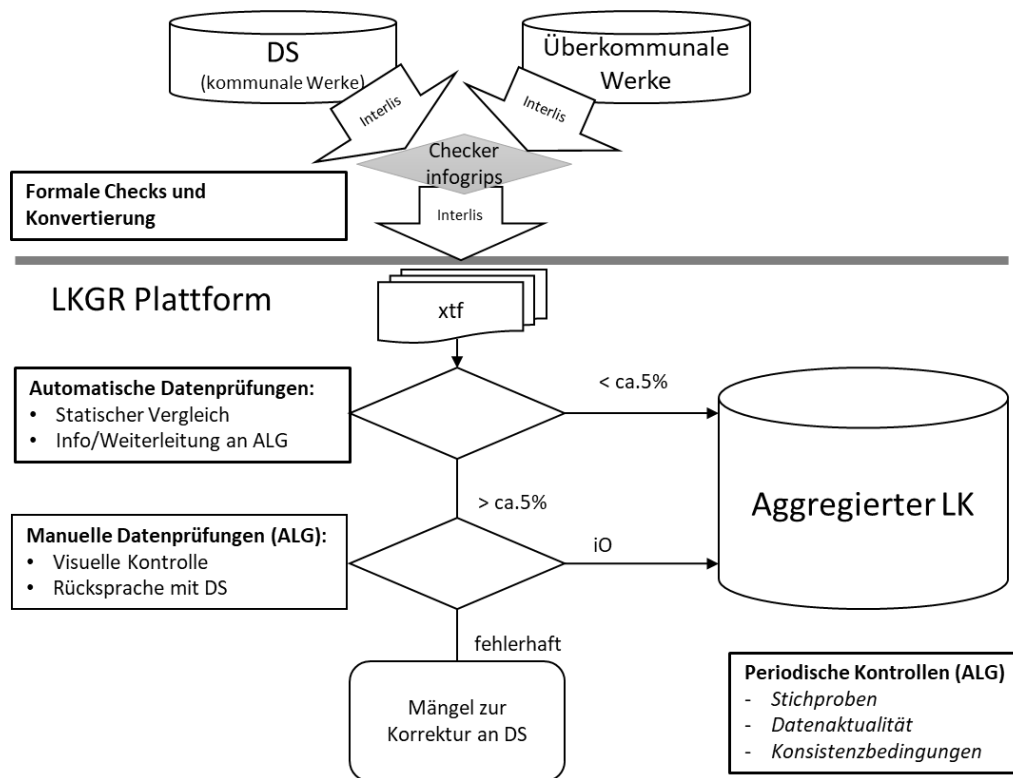 DS
(kommunale Werke)
Überkommunale
Werke
Interlis
Interlis
Checker
infogrips
Formale Checks und
Konvertierung
Interlis
LKGR Plattform
xtf
Automatische Datenprüfungen:
• Statischer Vergleich
• Info/Weiterleitung an ALG
< ca.5%
Aggregierter LK
> ca.5%
Manuelle Datenprüfungen (ALG):
• Visuelle Kontrolle
• Rücksprache mit DS
iO
fehlerhaft
Mängel zur
Korrektur an DS
Periodische Kontrollen (ALG)
- Stichproben
- Datenaktualität
- Konsistenzbedingungen